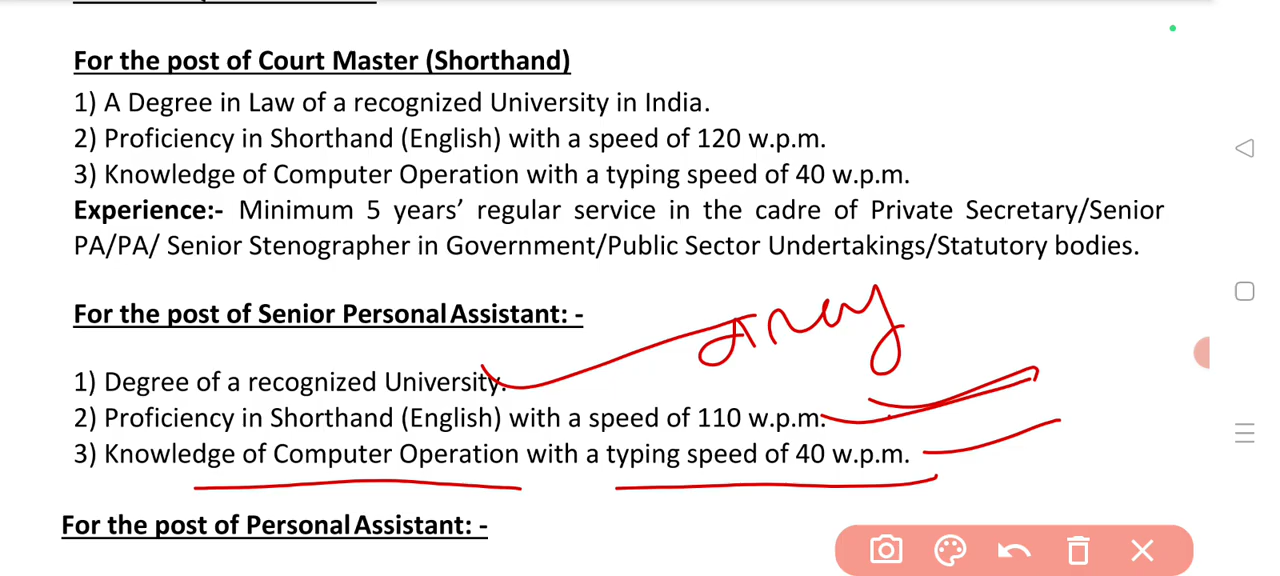 For the post of Court Master (Shorthand)
1) A Degree in Law of a recognized University in India.
2) Proficiency in Shorthand (English) with a speed of 120 w.p.m.
3) Knowledge of Computer Operation with a typing speed of 40 w.p.m.
Experience:- Minimum 5 years’ regular service in the cadre of Private Secretary/Senior
PA/PA/ Senior Stenographer in Government/Public Sector Undertakings/Statutory bodies.
For the post of Senior Personal Assistant: -
any
1) Degree of a recognized University.
2) Proficiency in Shorthand (English) with a speed of 110 w.p.m.
3) Knowledge of Computer Operation with a typing speed of 40 w.p.m.
For the post of Personal Assistant: -